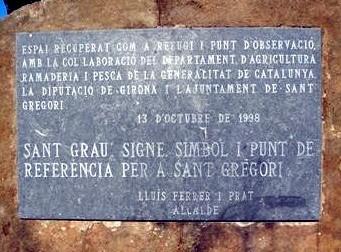 ESPAI RECUPERAT COM A REFUGI I PUNT D'OBSERVACIÓ,
AMB LA COL·LABORACIÓ DEL DEPARTAMENT D'AGRICULTURA
RAMADERIA I PESCA DE LA GENERALITAT DE CATALUNYA,
LA DIPUTACIÓ DE GIRONA I L'AJUNTAMENT DE SANT
GREGORI
13 D'OCTUBRE DE 1998
SANT GRAU, SIGNE, SÍMBOL I PUNT DE
REFERÈNCIA PER A SANT GREGORI
LLUÍS FERRER I PRAT
ALCALDE